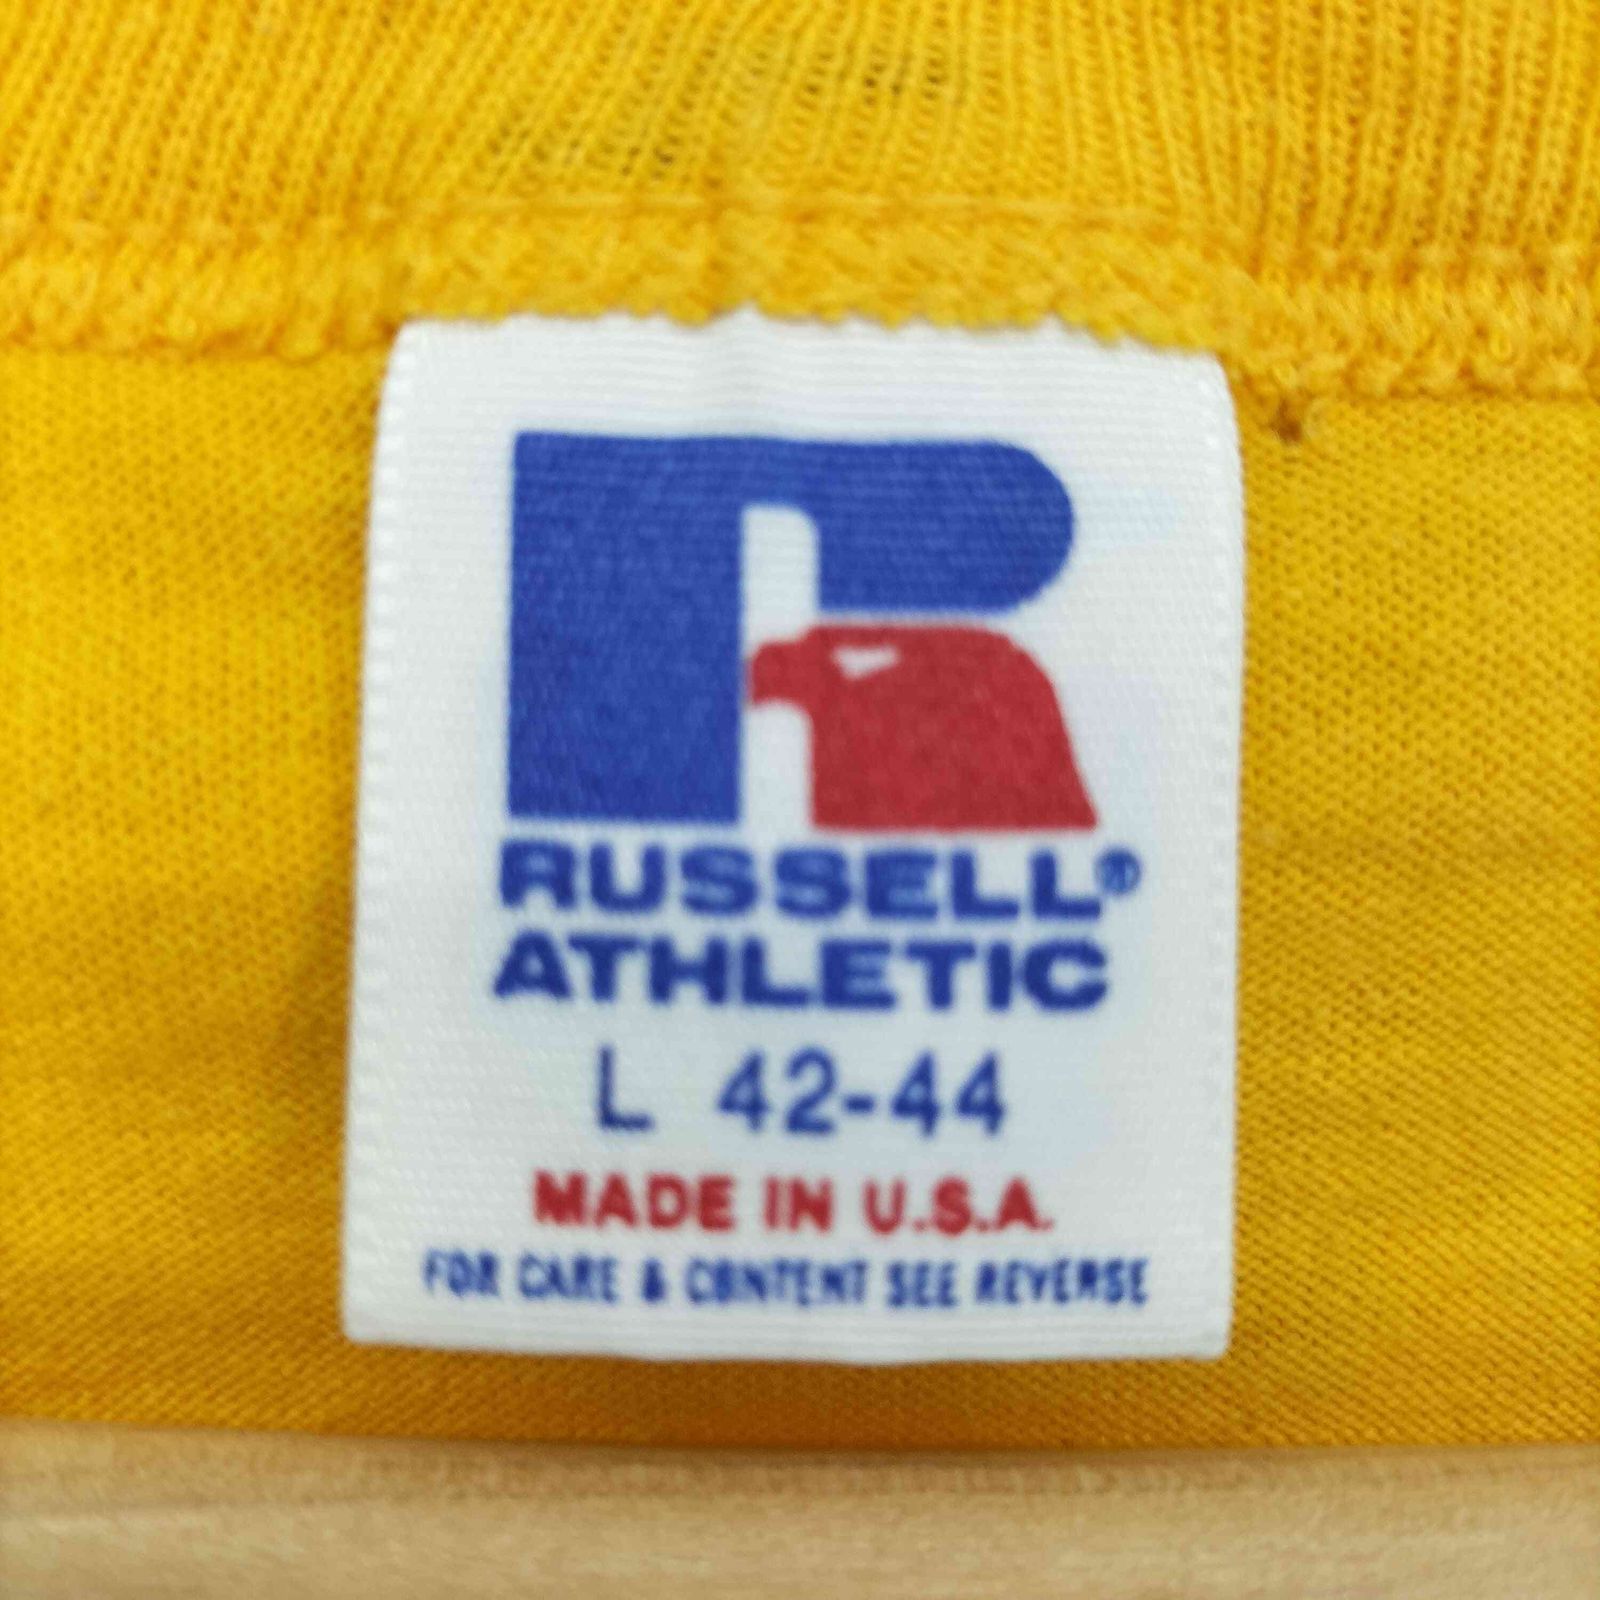 RUSSELL®
ATHLETIC
L 42-44
MADE IN U.S.A.
FOR CARE & CONTENT SEE REVERSE